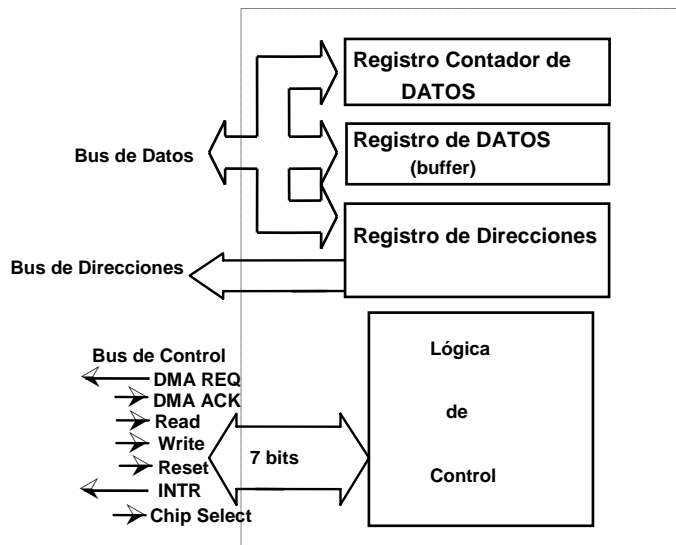 Registro Contador de
DATOS
Bus de Datos
Registro de DATOS
(buffer)
Registro de Direcciones
Bus de Direcciones
Bus de Control
DMA REQ
DMA ACK
Read
Write
Reset
INTR
Chip Select
7 bits
Lógica
de
Control